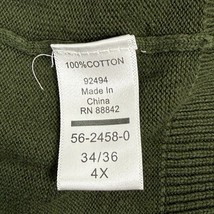 100%COTTON
92494
Made In
China
RN 88842
56-2458-0
34/36
4X